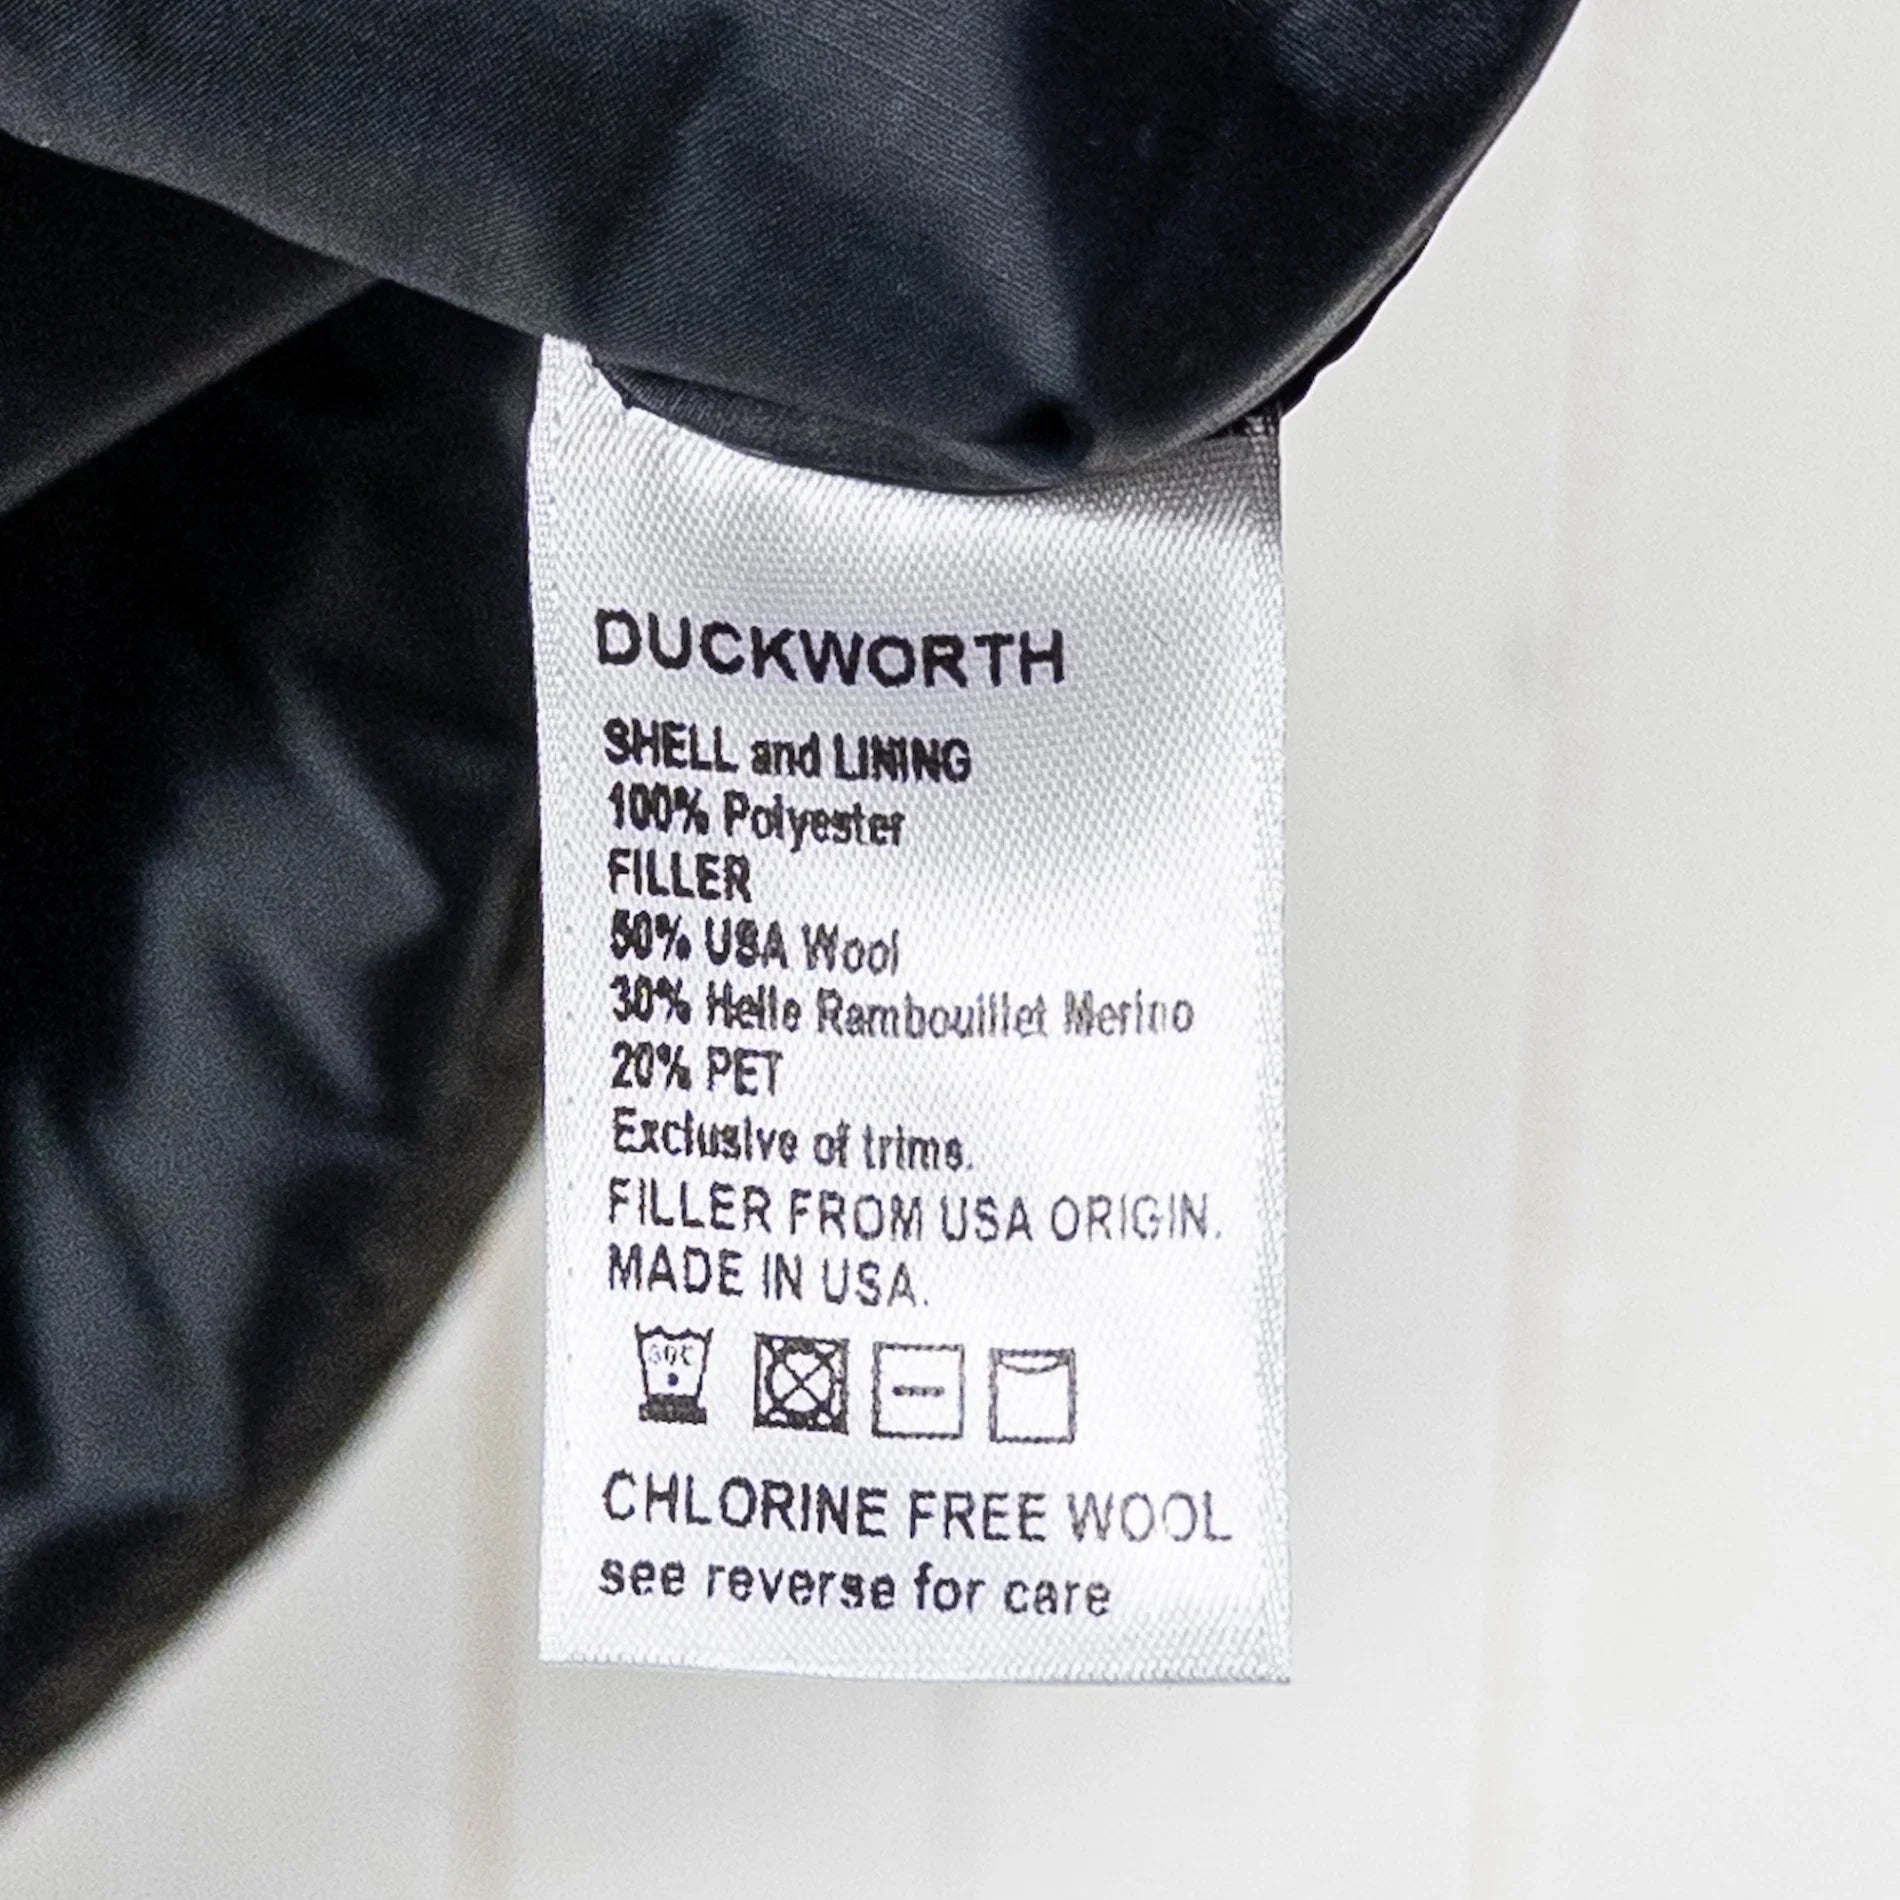 DUCKWORTH
SHELL and LINING
100% Polyester
FILLER
50% USA Wool
30% Helle Rambouillet Merino
20% PET
Exclusive of trims.
FILLER FROM USA ORIGIN.
MADE IN USA.
30C
CHLORINE FREE WOOL
see reverse for care